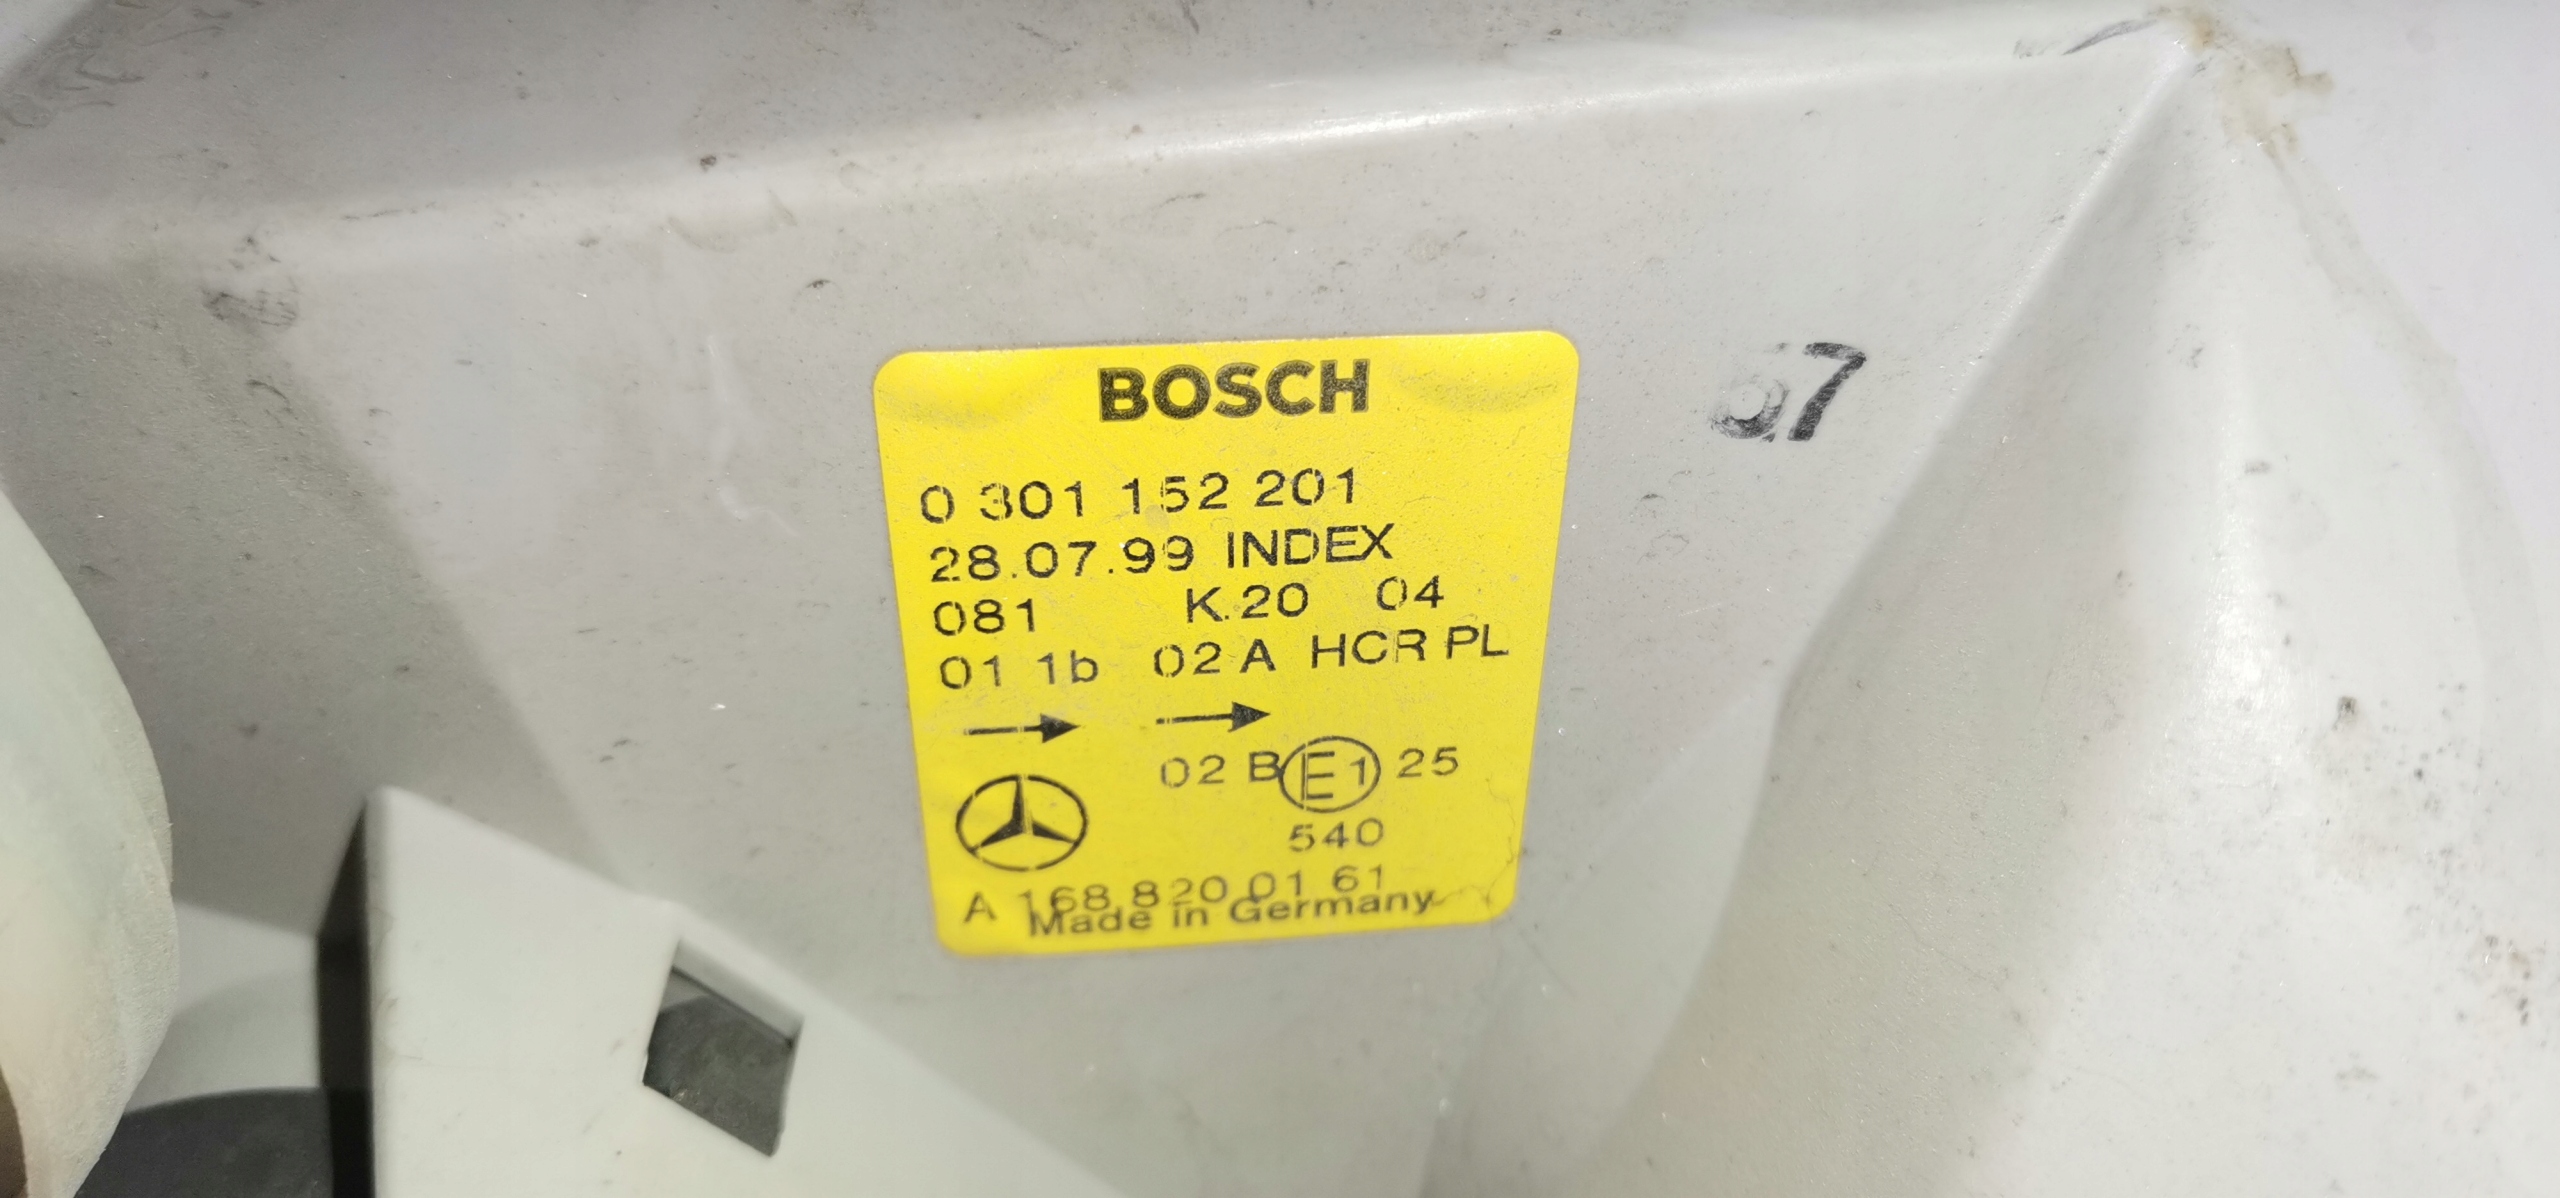 BOSCH
0 301 152 201
28.07.99 INDEX
081 K.20 04
01 1b 02 A HCR PL
02 B E1 25
540
A 168 820 01 61
Made in Germany
57